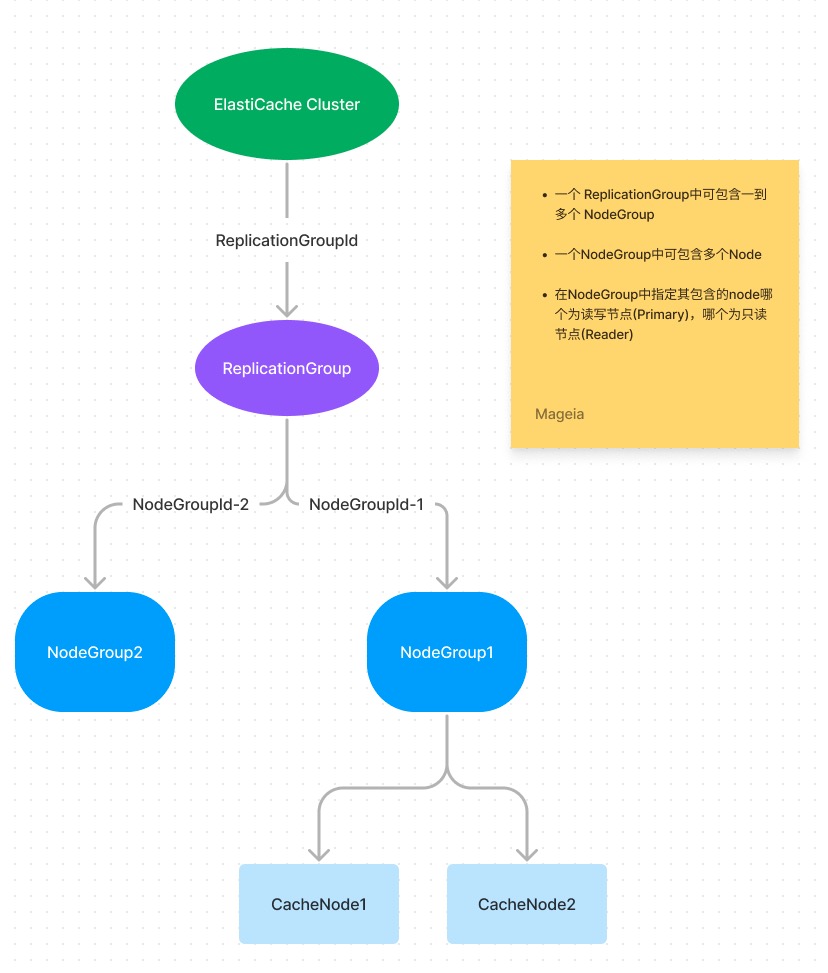 ElastiCache Cluster
ReplicationGroupId
ReplicationGroup
• 一个 ReplicationGroup中可包含一到
多个 NodeGroup
• 一个NodeGroup中可包含多个Node
• 在NodeGroup中指定其包含的node哪
个为读写节点(Primary)，哪个为只读
节点(Reader)
Mageia
NodeGroupId-2
NodeGroupId-1
NodeGroup2
NodeGroup1
CacheNode1
CacheNode2